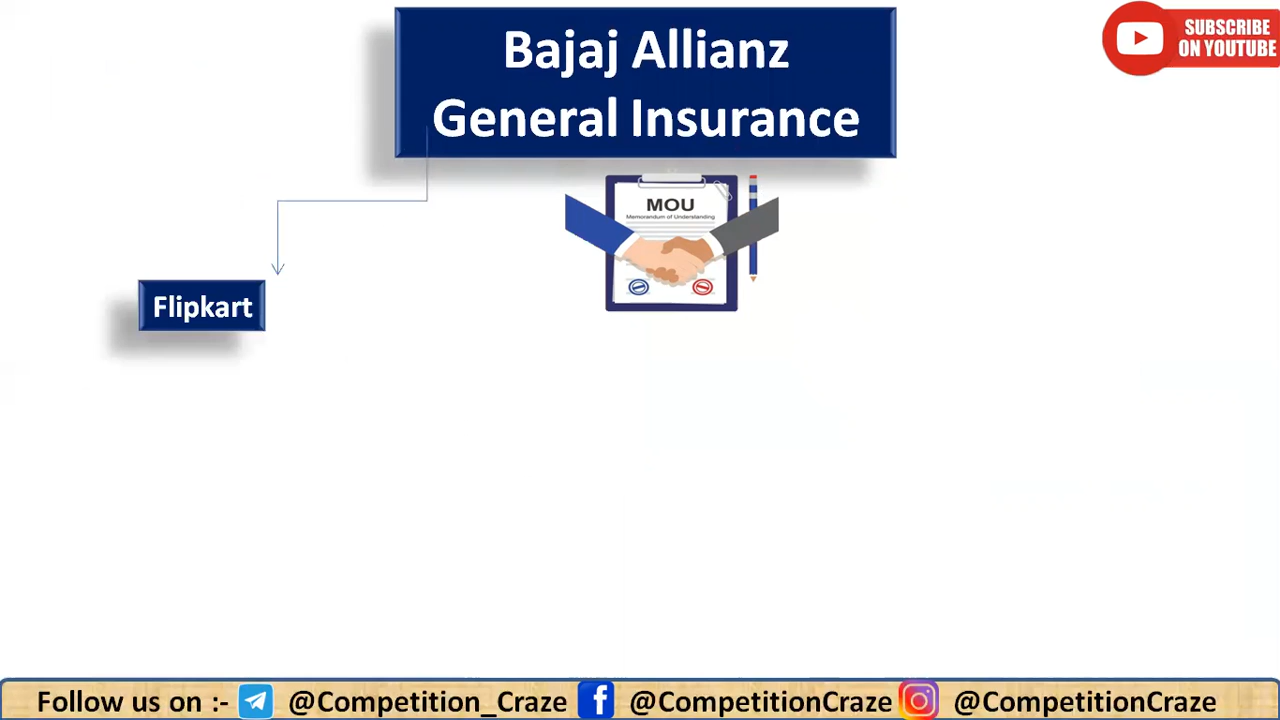 Bajaj Allianz
General Insurance
SUBSCRIBE
ON YOUTUBE
MOU
Memorandum of Understanding
Flipkart
Follow us on :- @Competition_Craze @CompetitionCraze @CompetitionCraze